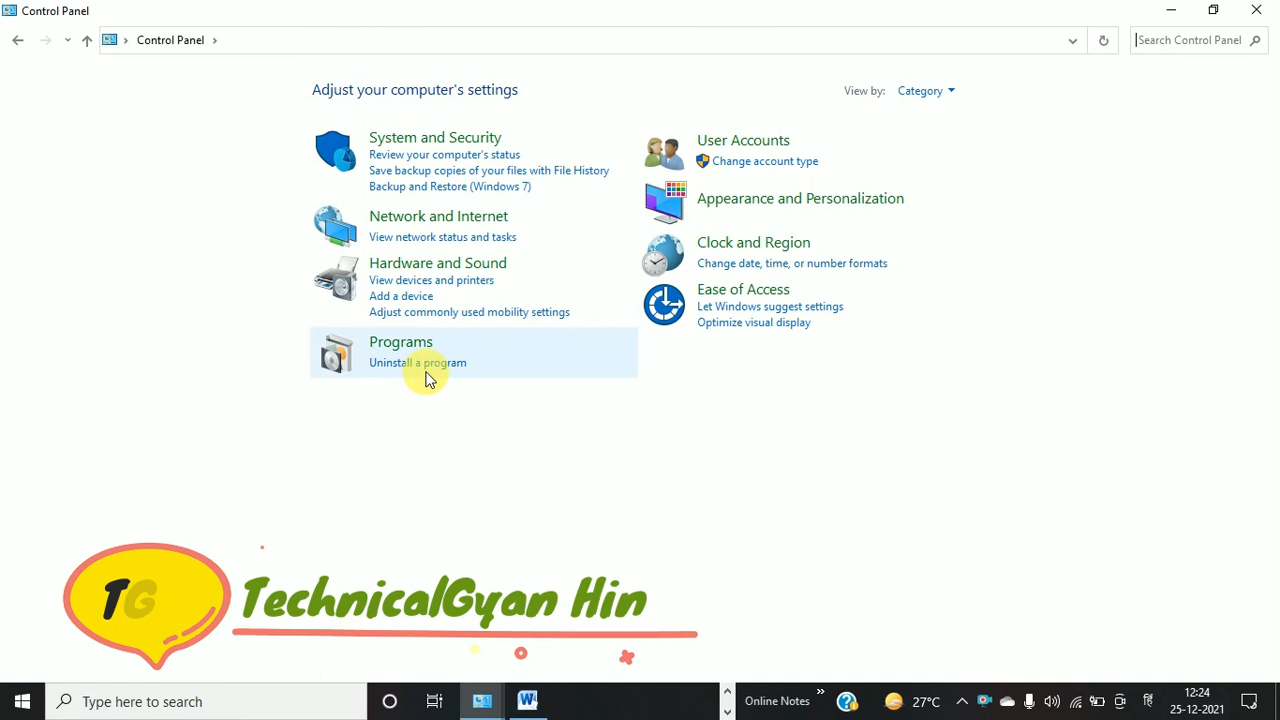 Control Panel
Control Panel
Search Control Panel
Adjust your computer's settings
View by:
Category
System and Security
Review your computer's status
Save backup copies of your files with File History
Backup and Restore (Windows 7)
Network and Internet
View network status and tasks
Hardware and Sound
View devices and printers
Add a device
Adjust commonly used mobility settings
Programs
Uninstall a program
User Accounts
Change account type
Appearance and Personalization
Clock and Region
Change date, time, or number formats
Ease of Access
Let Windows suggest settings
Optimize visual display
TG
TechnicalGyan Hin
Type here to search
Online Notes
27°C
हिं
12:24
25-12-2021